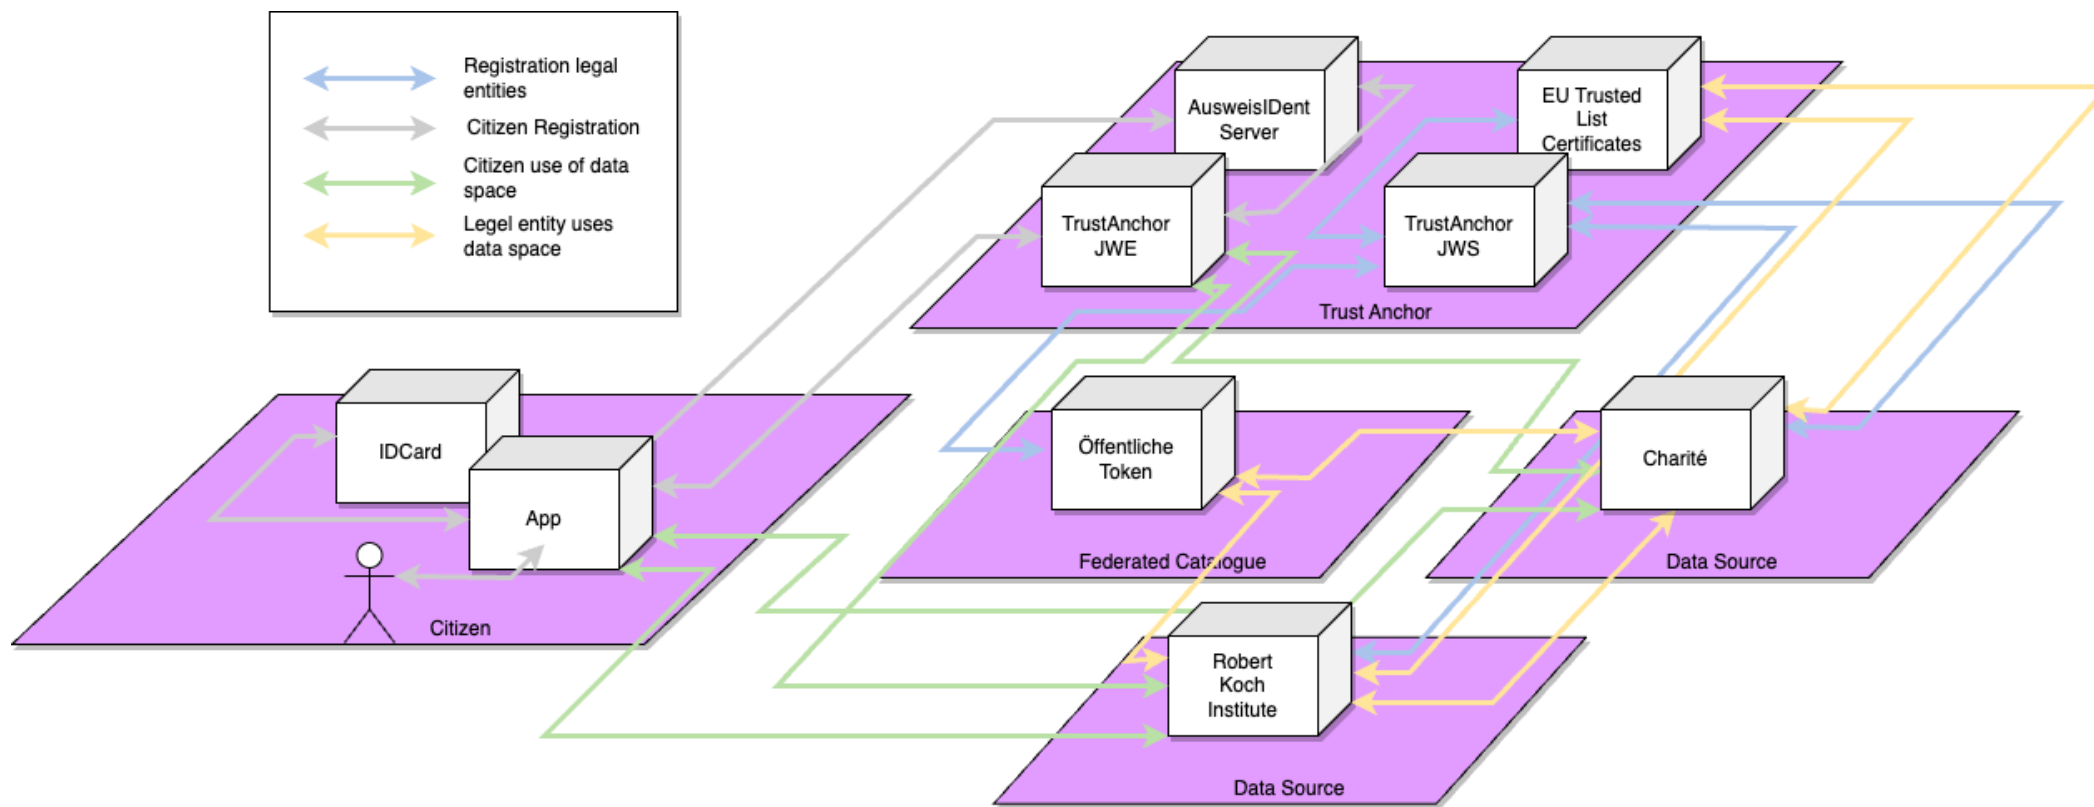 Registration legal
entities
Citizen Registration
Citizen use of data
space
Legel entity uses
data space
AusweisIDent
Server
EU Trusted
List
Certificates
TrustAnchor
JWE
TrustAnchor
JWS
Trust Anchor
IDCard
App
Citizen
Öffentliche
Token
Federated Catalogue
Charité
Data Source
Robert
Koch
Institute
Data Source